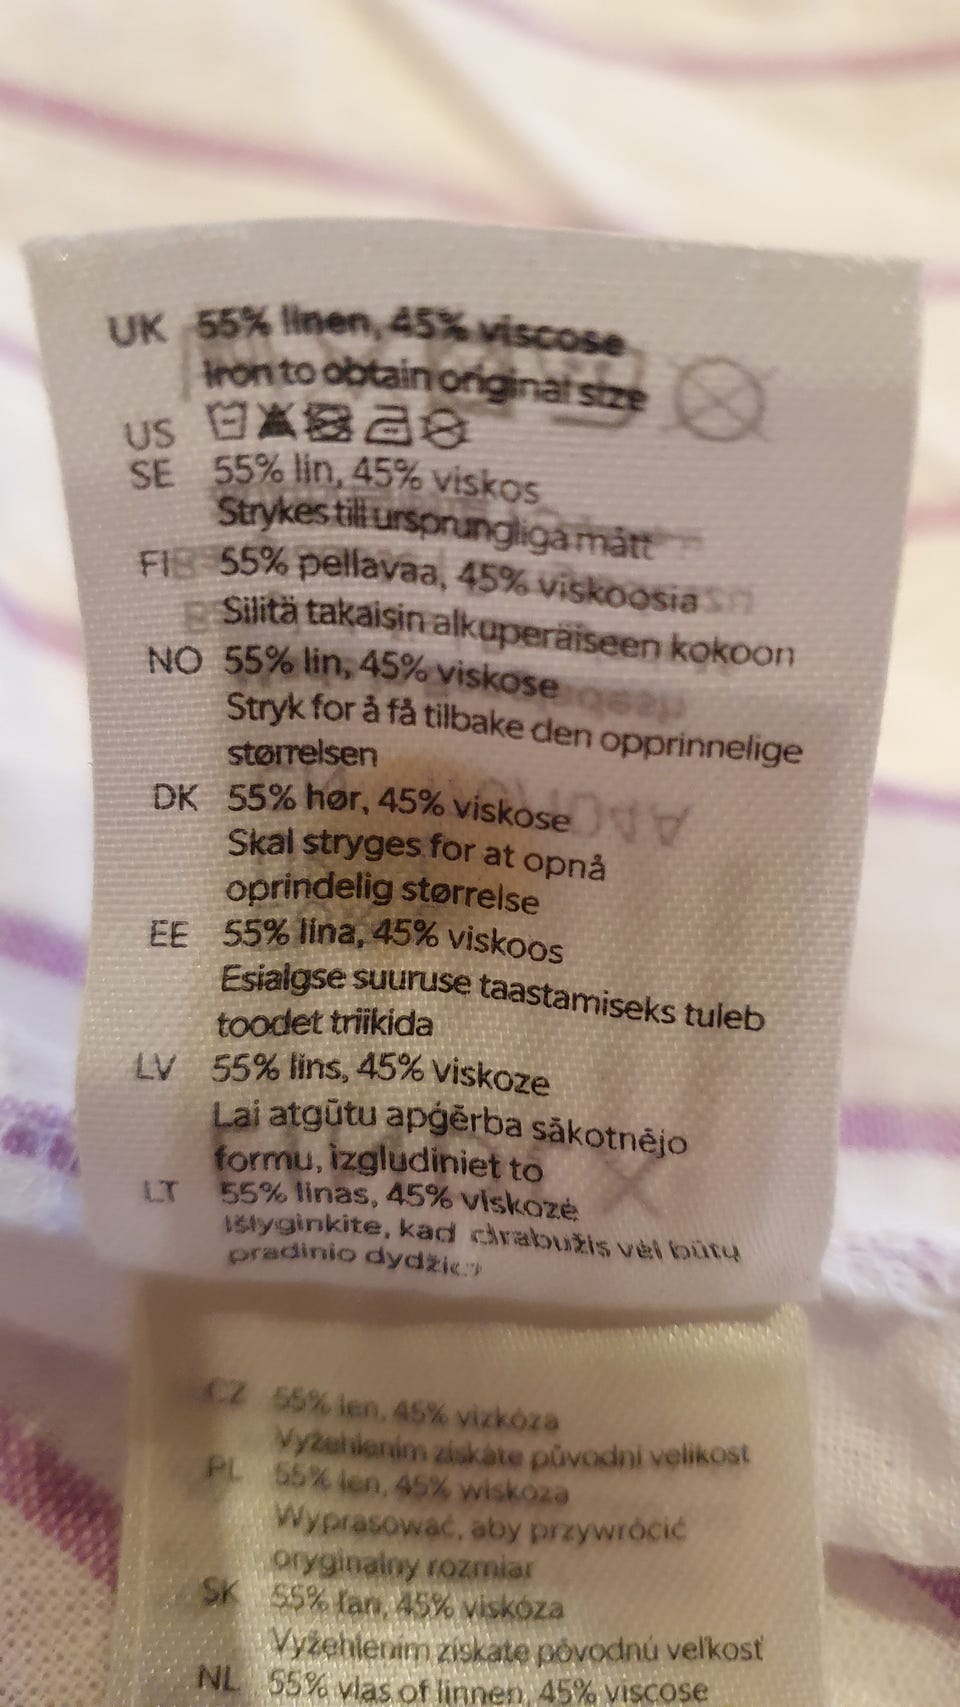 UK 55% linen, 45% viscose
Iron to obtain original size
US
SE 55% lin, 45% viskos
Strykes till ursprungliga mått
FI 55% pellavaa, 45% viskoosia
Silitä takaisin alkuperäiseen kokoon
NO 55% lin, 45% viskose
Stryk for å få tilbake den opprinnelige
størrelsen
DK 55% hør, 45% viskose
Skal stryges for at opnå
oprindelig størrelse
EE 55% lina, 45% viskoos
Esialgse suuruse taastamiseks tuleb
toodet triikida
LV 55% lins, 45% viskoze
Lai atgūtu apģērba sākotnējo
formu, izgludiniet to
LT 55% linas, 45% viskozė
Išlyginkite, kad drabužis vėl būtų
pradinio
CZ 55% len, 45% vizkóza
Vyžehlením získáte původní velikost
PL 55% len, 45% wiskoza
Wyprasować, aby przywrócić
oryginalny rozmiar
SK 55% ľan, 45% viskóza
Vyžehlením získate pôvodnú veľkosť
NL 55% vlas of linnen, 45% viscose